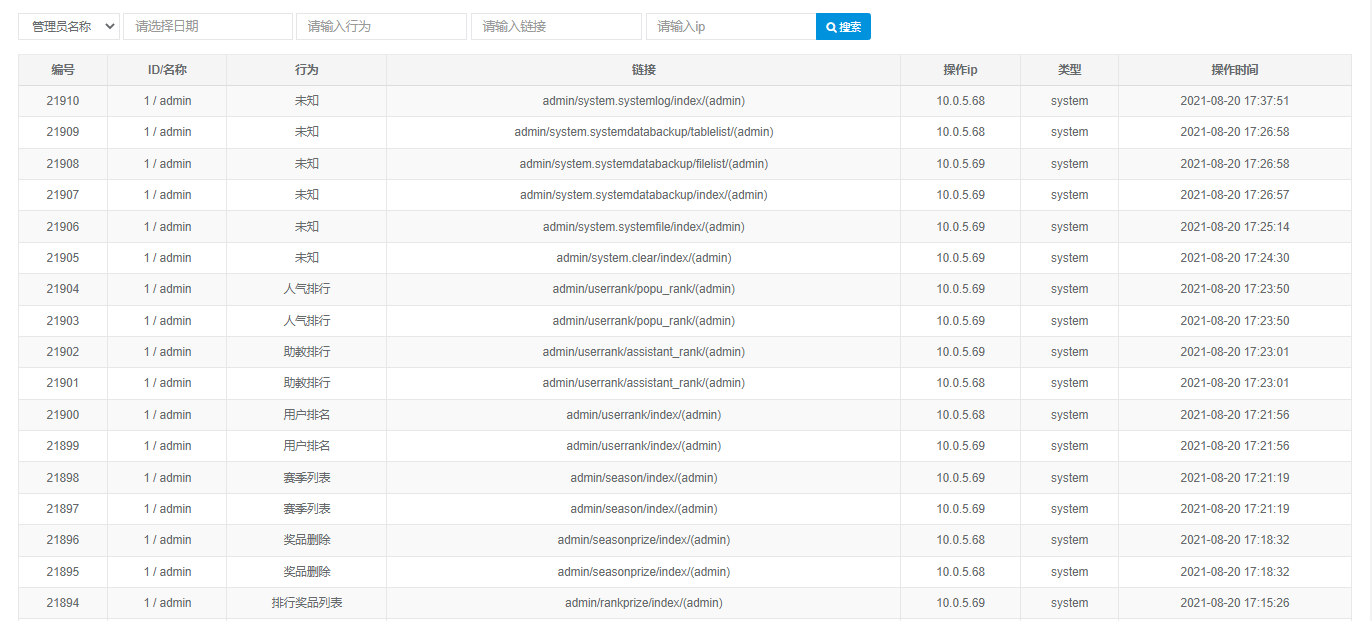 管理员名称 请选择日期 请输入行为 请输入链接 请输入ip 搜索
编号 ID/名称 行为 链接 操作ip 类型 操作时间
21910 1 / admin 未知 admin/system.systemlog/index/(admin) 10.0.5.68 system 2021-08-20 17:37:51
21909 1 / admin 未知 admin/system.systemdatabackup/tablelist/(admin) 10.0.5.68 system 2021-08-20 17:26:58
21908 1 / admin 未知 admin/system.systemdatabackup/filelist/(admin) 10.0.5.69 system 2021-08-20 17:26:58
21907 1 / admin 未知 admin/system.systemdatabackup/index/(admin) 10.0.5.69 system 2021-08-20 17:26:57
21906 1 / admin 未知 admin/system.systemfile/index/(admin) 10.0.5.69 system 2021-08-20 17:25:14
21905 1 / admin 未知 admin/system.clear/index/(admin) 10.0.5.69 system 2021-08-20 17:24:30
21904 1 / admin 人气排行 admin/userrank/popu_rank/(admin) 10.0.5.69 system 2021-08-20 17:23:50
21903 1 / admin 人气排行 admin/userrank/popu_rank/(admin) 10.0.5.69 system 2021-08-20 17:23:50
21902 1 / admin 助教排行 admin/userrank/assistant_rank/(admin) 10.0.5.69 system 2021-08-20 17:23:01
21901 1 / admin 助教排行 admin/userrank/assistant_rank/(admin) 10.0.5.68 system 2021-08-20 17:23:01
21900 1 / admin 用户排名 admin/userrank/index/(admin) 10.0.5.68 system 2021-08-20 17:21:56
21899 1 / admin 用户排名 admin/userrank/index/(admin) 10.0.5.69 system 2021-08-20 17:21:56
21898 1 / admin 赛季列表 admin/season/index/(admin) 10.0.5.69 system 2021-08-20 17:21:19
21897 1 / admin 赛季列表 admin/season/index/(admin) 10.0.5.69 system 2021-08-20 17:21:19
21896 1 / admin 奖品删除 admin/seasonprize/index/(admin) 10.0.5.68 system 2021-08-20 17:18:32
21895 1 / admin 奖品删除 admin/seasonprize/index/(admin) 10.0.5.68 system 2021-08-20 17:18:32
21894 1 / admin 排行奖品列表 admin/rankprize/index/(admin) 10.0.5.69 system 2021-08-20 17:15:26